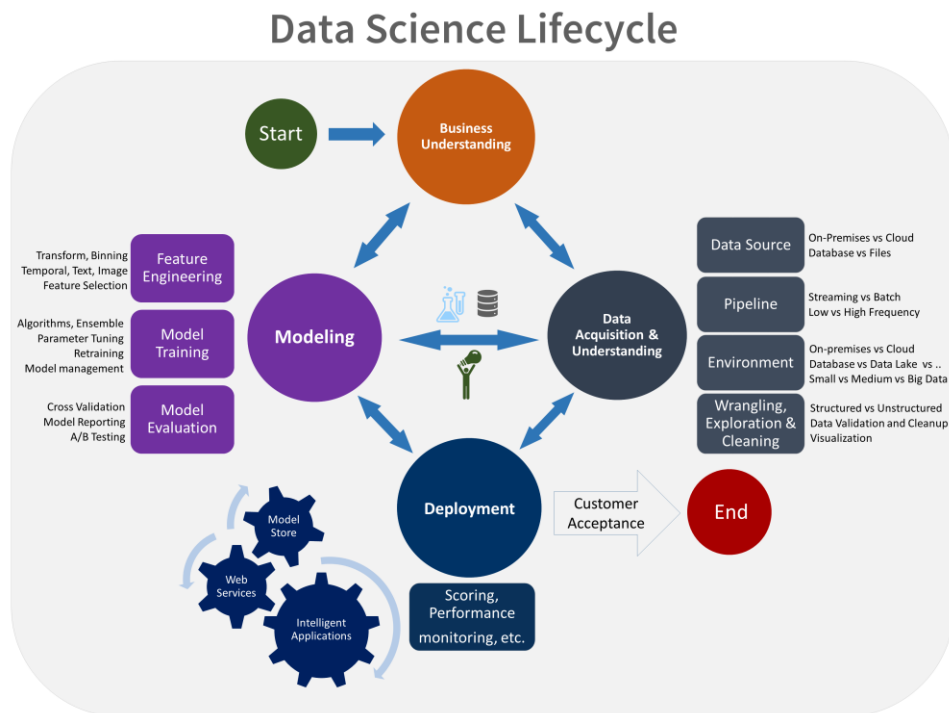 Data Science Lifecycle
Start
Business
Understanding
Transform, Binning
Temporal, Text, Image
Feature Selection
Feature
Engineering
Algorithms, Ensemble
Parameter Tuning
Retraining
Model management
Model
Training
Cross Validation
Model Reporting
A/B Testing
Model
Evaluation
Modeling
Data
Acquisition &
Understanding
Data Source
On-Premises vs Cloud
Database vs Files
Pipeline
Streaming vs Batch
Low vs High Frequency
Environment
On-premises vs Cloud
Database vs Data Lake vs ..
Small vs Medium vs Big Data
Wrangling,
Exploration &
Cleaning
Structured vs Unstructured
Data Validation and Cleanup
Visualization
Deployment
Customer
Acceptance
End
Model
Store
Web
Services
Intelligent
Applications
Scoring,
Performance
monitoring, etc.